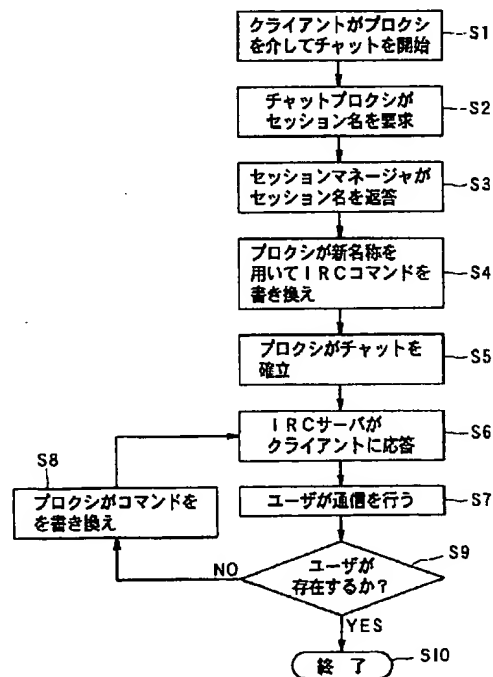 クライアントがプロクシ
を介してチャットを開始
S1
チャットプロクシが
セッション名を要求
S2
セッションマネージャが
セッション名を返答
S3
プロクシが新名称を
用いてIRCコマンドを
書き換え
S4
プロクシがチャットを
確立
S5
IRCサーバが
クライアントに応答
S6
S8
プロクシがコマンドを
を書き換え
ユーザが通信を行う
S7
ユーザが
存在するか?
S9
NO
YES
終了
S10